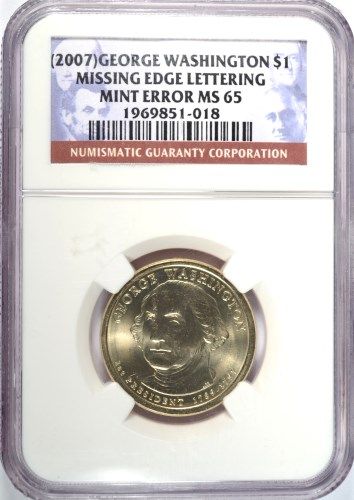 (2007)GEORGE WASHINGTON $1
MISSING EDGE LETTERING
MINT ERROR MS 65
1969851-018
NUMISMATIC GUARANTY CORPORATION
GEORGE WASHINGTON
1ST PRESIDENT 1789-1797